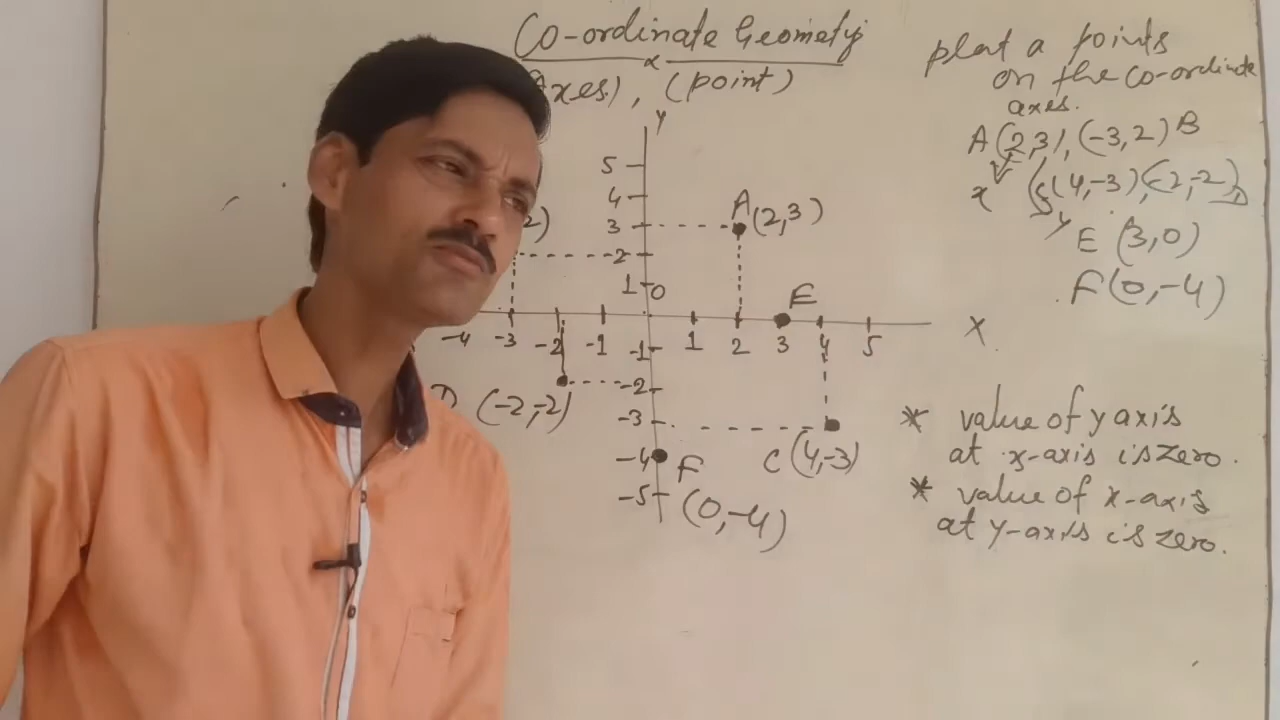 Co-ordinate Geometry
xes), (point)
y
5
4
3
2
1
0
A(2,3)
2)
E
-4 -3 -2 -1 1 2 3 4 5
X
-1
-2
-3
-4
-5
D (-2,-2)
C(4,-3)
F
(0,-4)
plot a points
on the co-ordinate
axes.
A(2,3), (-3,2) B
x (4,-3) (-2,-2) D
y
E (3,0)
F(0,-4)
* value of y axis
at x-axis is zero.
* value of x-axis
at y-axis is zero.